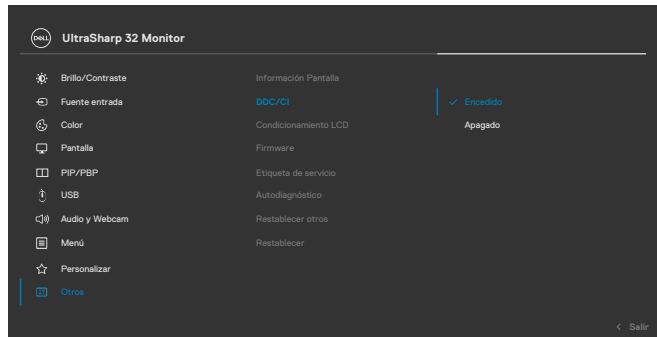 DELL UltraSharp 32 Monitor
Brillo/Contraste Información Pantalla
Fuente entrada DDC/CI Encedido
Color Condicionamiento LCD Apagado
Pantalla Firmware
PIP/PBP Etiqueta de servicio
USB Autodiagnóstico
Audio y Webcam Restablecer otros
Menú Restablecer
Personalizar
Otros
Salir